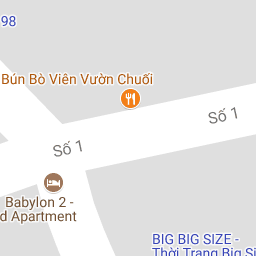 98
Bún Bò Viên Vườn Chuối
Số 1
Số 1
Babylon 2 -
d Apartment
BIG BIG SIZE -
Thời Trang Big Si